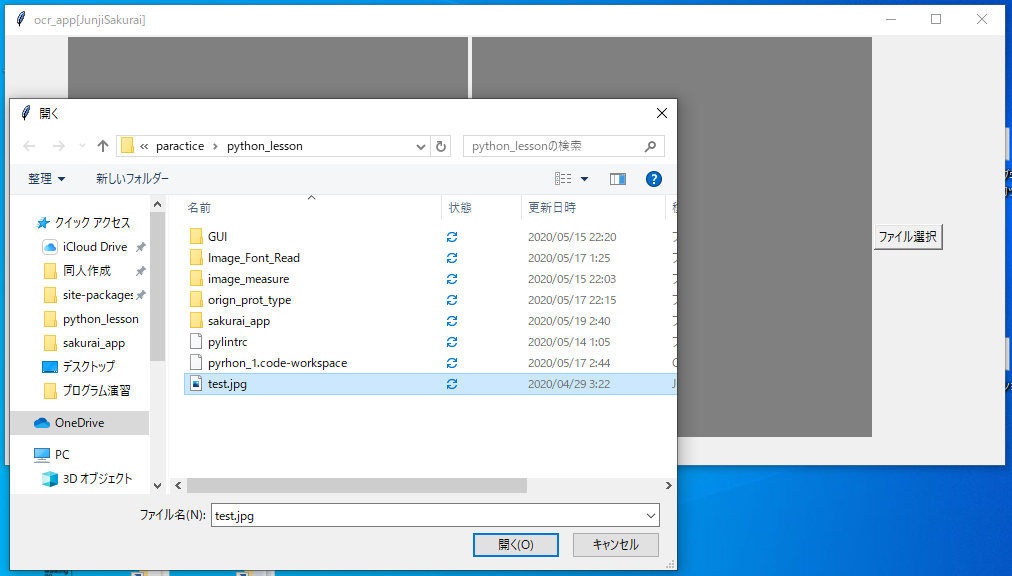 ocr_app[JunjiSakurai]
開く
« paractice › python_lesson
python_lessonの検索
整理
新しいフォルダー
名前
状態
更新日時
クイック アクセス
iCloud Drive
同人作成
site-packages
python_lesson
sakurai_app
デスクトップ
プログラム演習
OneDrive
PC
3D オブジェクト
GUI 2020/05/15 22:20
Image_Font_Read 2020/05/17 1:25
image_measure 2020/05/15 22:03
orign_prot_type 2020/05/17 22:15
sakurai_app 2020/05/19 2:40
pylintrc 2020/05/14 1:05
pyrhon_1.code-workspace 2020/05/17 2:44
test.jpg 2020/04/29 3:22
ファイル名(N):
test.jpg
開く(O)
キャンセル
ファイル選択